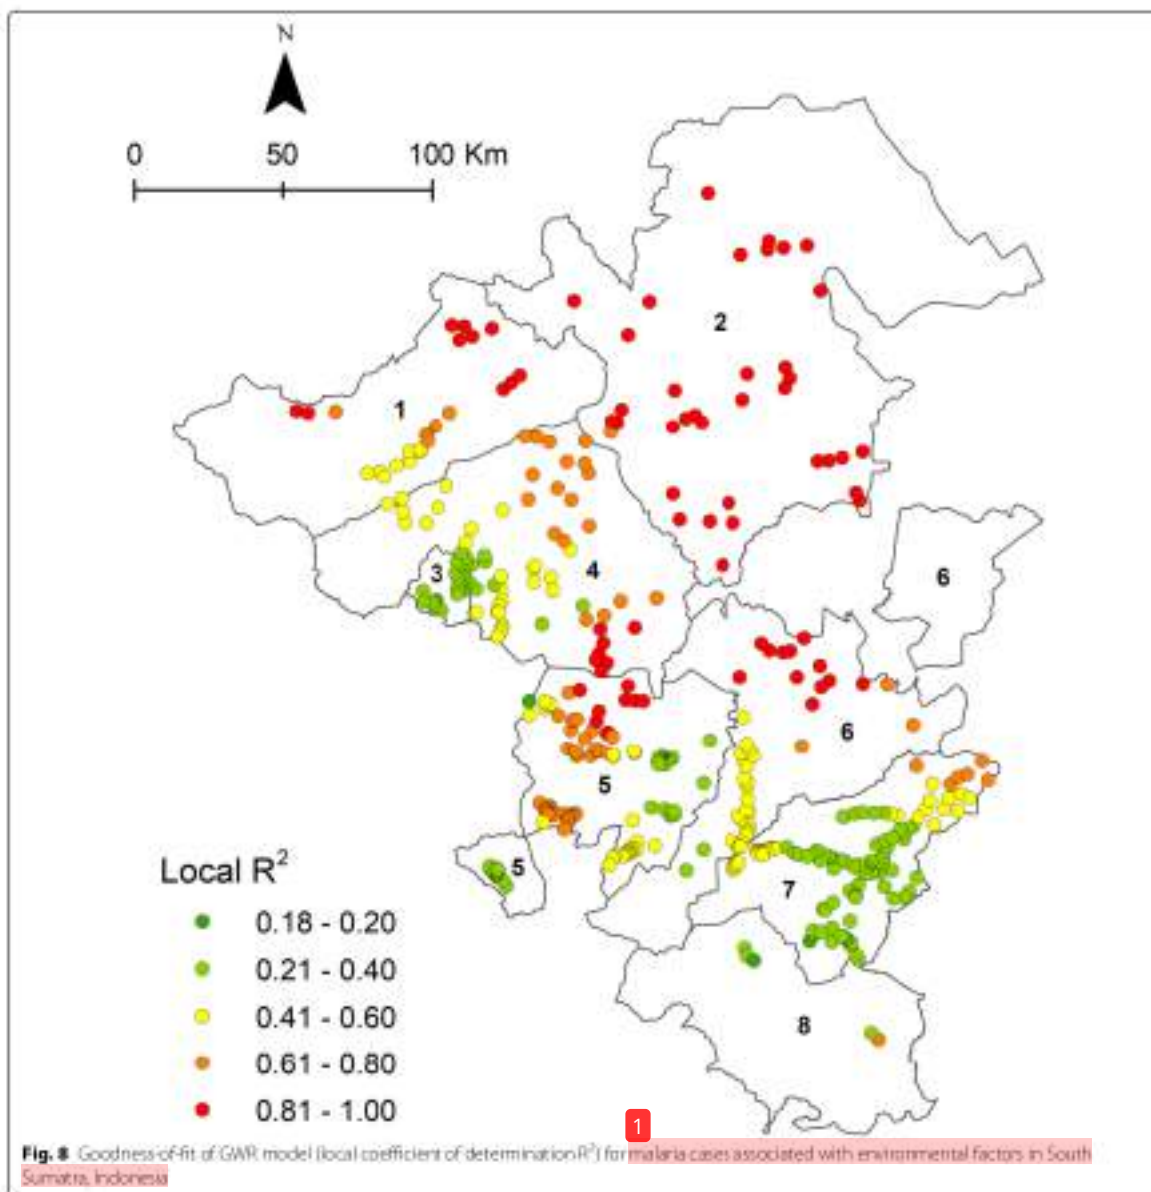 N
0 50 100 Km
2
1
3
4
6
6
5
5
7
8
Local R²
0.18 - 0.20
0.21 - 0.40
0.41 - 0.60
0.61 - 0.80
0.81 - 1.00
1
Fig. 8 Goodness-of-fit of GWR model (local coefficient of determination R²) for malaria cases associated with environmental factors in South
Sumatra, Indonesia